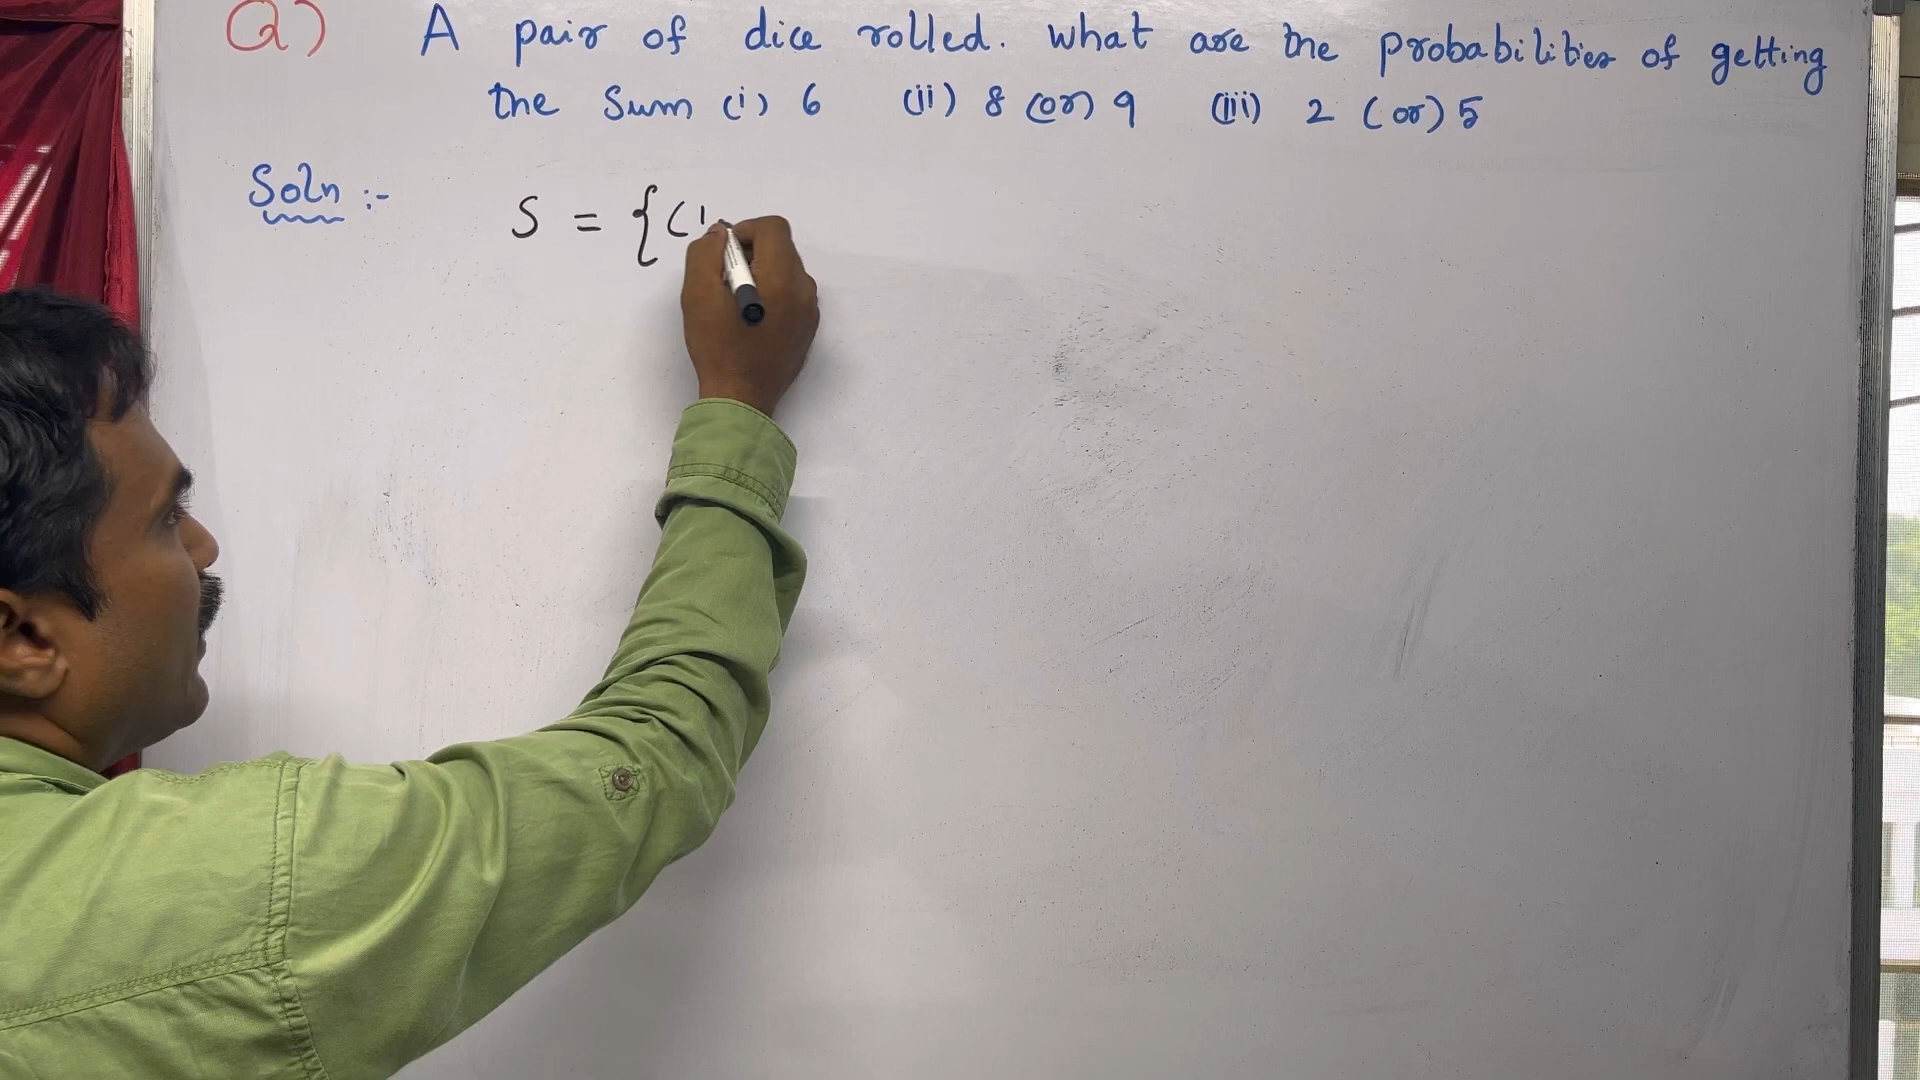 Q) A pair of dice rolled. What are the probabilities of getting
the Sum (i) 6 (ii) 8 (or) 9 (iii) 2 (or) 5
Soln :- S = {(1,